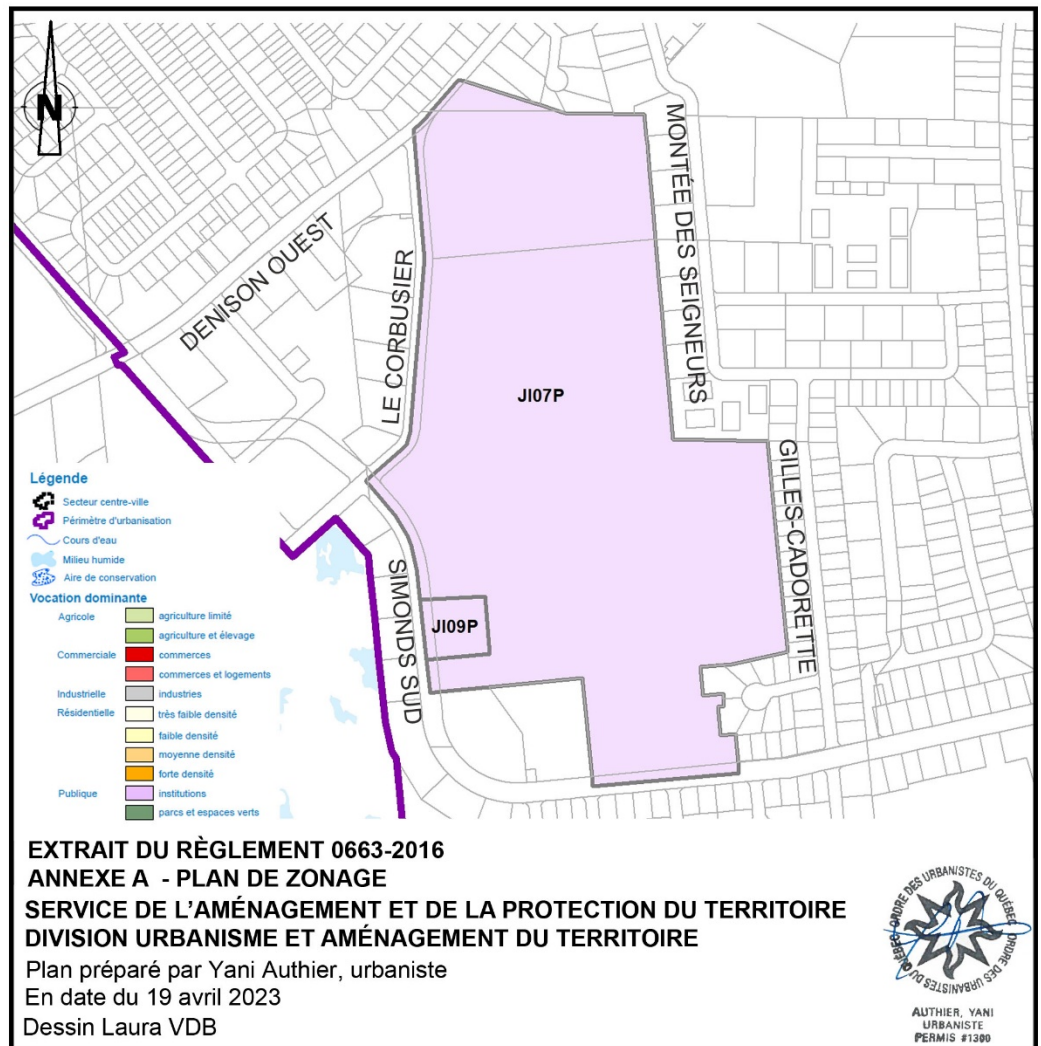 N
MONTÉE DES SEIGNEURS
DENISON OUEST
LE CORBUSIER
JI07P
GILLES-CADORETTE
SIMONDS SUD
JI09P
Légende
Secteur centre-ville
Périmètre d'urbanisation
Cours d'eau
Milieu humide
Aire de conservation
Vocation dominante
Agricole agriculture limité
agriculture et élevage
Commerciale commerces
commerces et logements
Industrielle industries
Résidentielle très faible densité
faible densité
moyenne densité
forte densité
Publique institutions
parcs et espaces verts
EXTRAIT DU RÈGLEMENT 0663-2016
ANNEXE A - PLAN DE ZONAGE
SERVICE DE L'AMÉNAGEMENT ET DE LA PROTECTION DU TERRITOIRE
DIVISION URBANISME ET AMÉNAGEMENT DU TERRITOIRE
Plan préparé par Yani Authier, urbaniste
En date du 19 avril 2023
Dessin Laura VDB
ORDRE DES URBANISTES DU QUÉBEC
ORDRE DES URBANISTES DU QUÉBEC
AUTHIER, YANI
URBANISTE
PERMIS #1300